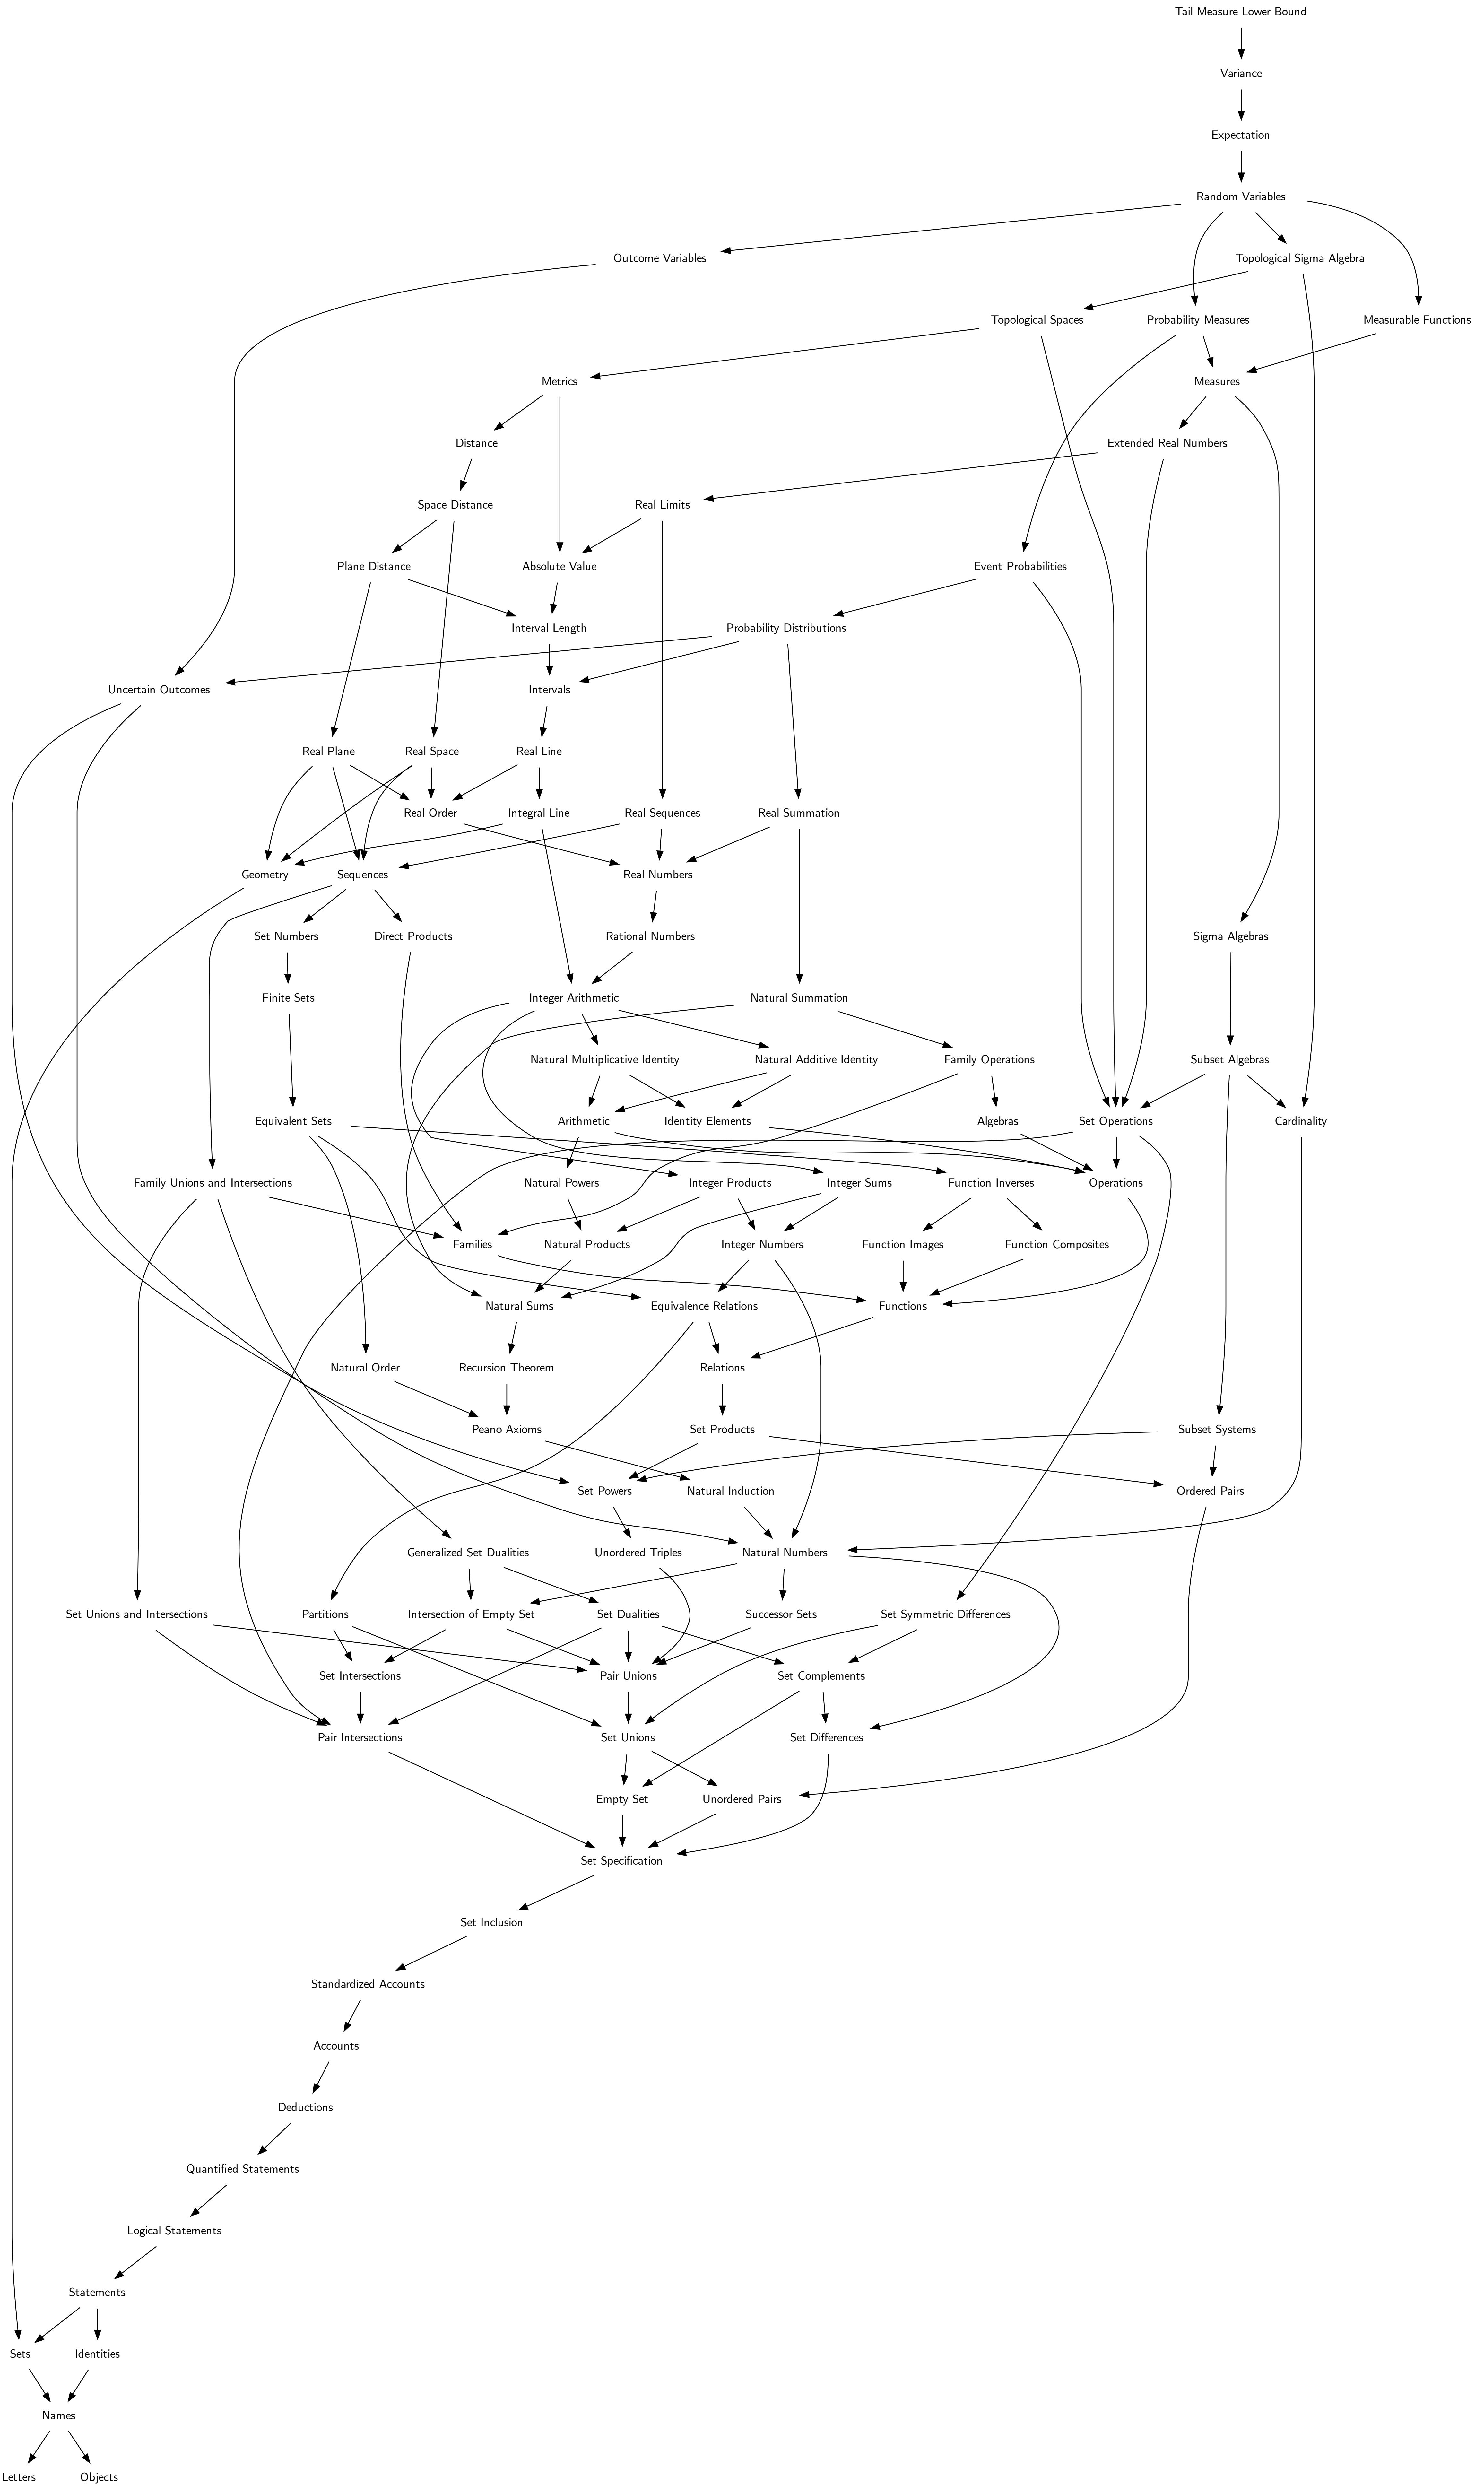 Tail Measure Lower Bound
Variance
Expectation
Random Variables
Outcome Variables
Topological Sigma Algebra
Topological Spaces
Probability Measures
Measurable Functions
Metrics
Measures
Distance
Extended Real Numbers
Space Distance
Real Limits
Plane Distance
Absolute Value
Event Probabilities
Interval Length
Probability Distributions
Uncertain Outcomes
Intervals
Real Plane
Real Space
Real Line
Real Order
Integral Line
Real Sequences
Real Summation
Geometry
Sequences
Real Numbers
Set Numbers
Direct Products
Rational Numbers
Sigma Algebras
Finite Sets
Integer Arithmetic
Natural Summation
Natural Multiplicative Identity
Natural Additive Identity
Family Operations
Subset Algebras
Equivalent Sets
Arithmetic
Identity Elements
Algebras
Set Operations
Cardinality
Family Unions and Intersections
Natural Powers
Integer Products
Integer Sums
Function Inverses
Operations
Families
Natural Products
Integer Numbers
Function Images
Function Composites
Natural Sums
Equivalence Relations
Functions
Natural Order
Recursion Theorem
Relations
Peano Axioms
Set Products
Subset Systems
Set Powers
Natural Induction
Ordered Pairs
Generalized Set Dualities
Unordered Triples
Natural Numbers
Set Unions and Intersections
Partitions
Intersection of Empty Set
Set Dualities
Successor Sets
Set Symmetric Differences
Set Intersections
Pair Unions
Set Complements
Pair Intersections
Set Unions
Set Differences
Empty Set
Unordered Pairs
Set Specification
Set Inclusion
Standardized Accounts
Accounts
Deductions
Quantified Statements
Logical Statements
Statements
Sets
Identities
Names
Letters
Objects